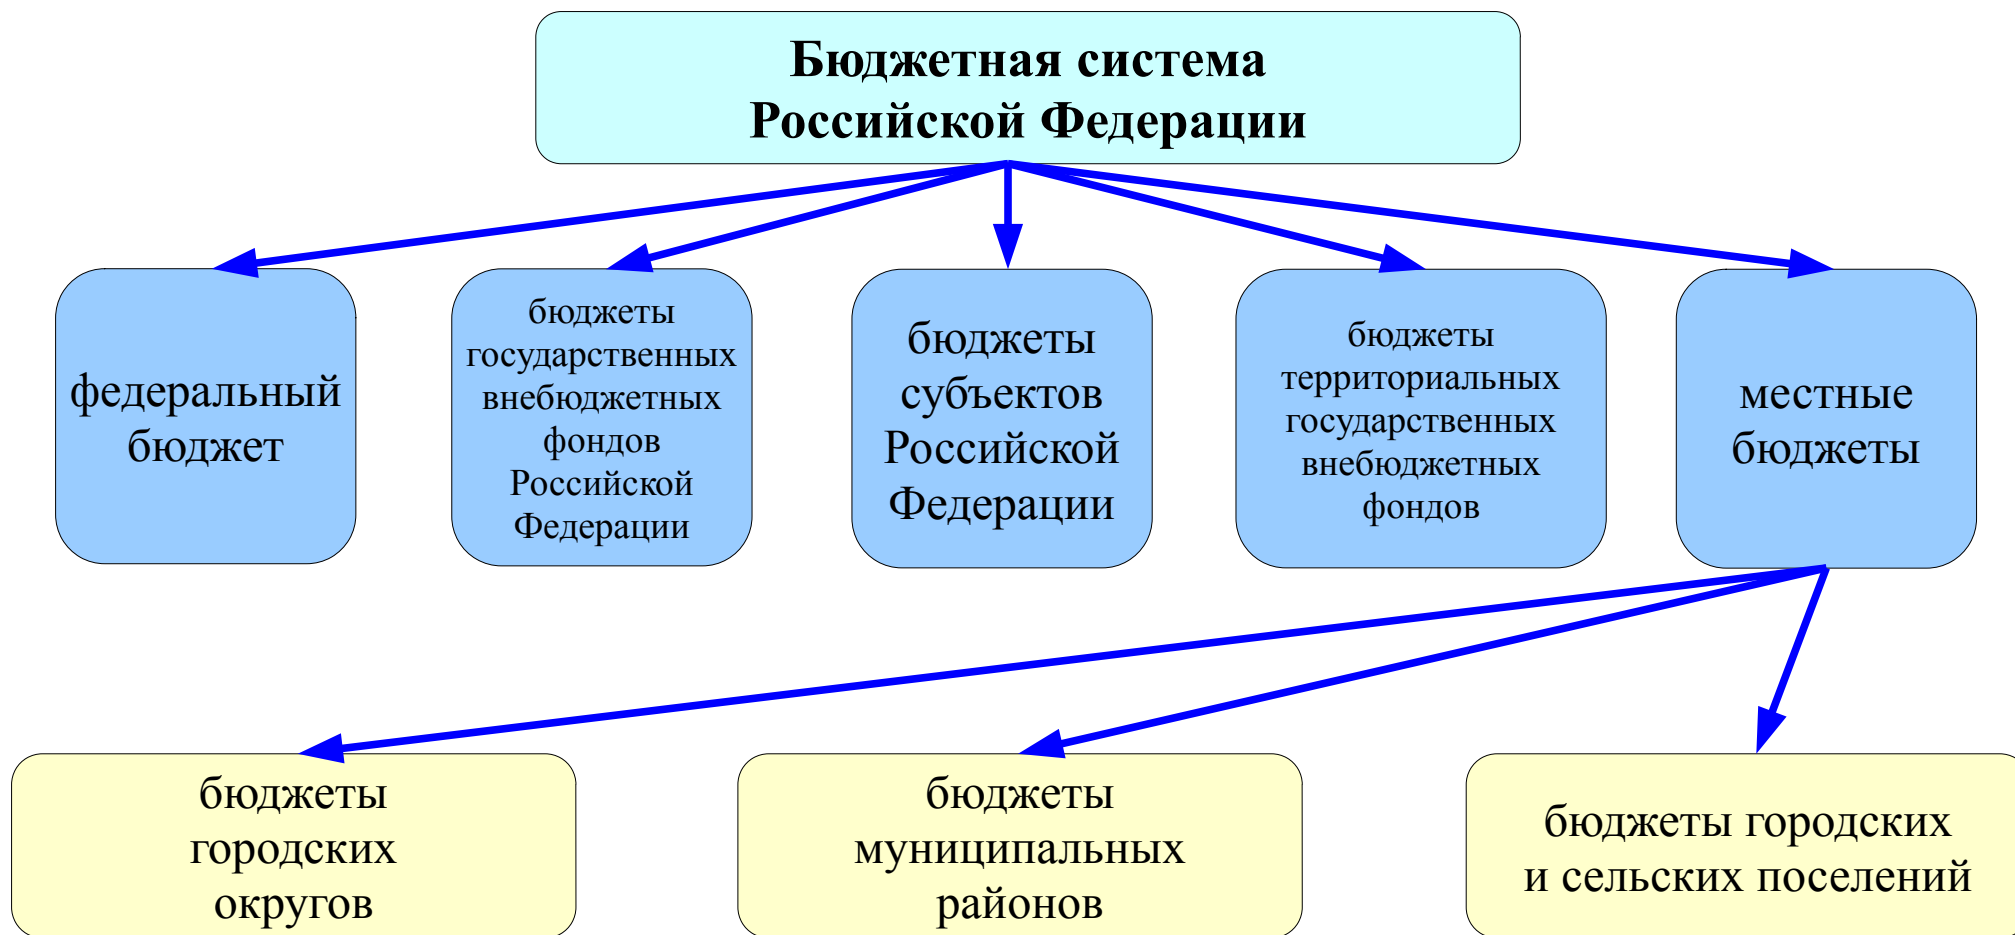 Бюджетная система
Российской Федерации
федеральный
бюджет
бюджеты
государственных
внебюджетных
фондов
Российской
Федерации
бюджеты
субъектов
Российской
Федерации
бюджеты
территориальных
государственных
внебюджетных
фондов
местные
бюджеты
бюджеты
городских
округов
бюджеты
муниципальных
районов
бюджеты городских
и сельских поселений